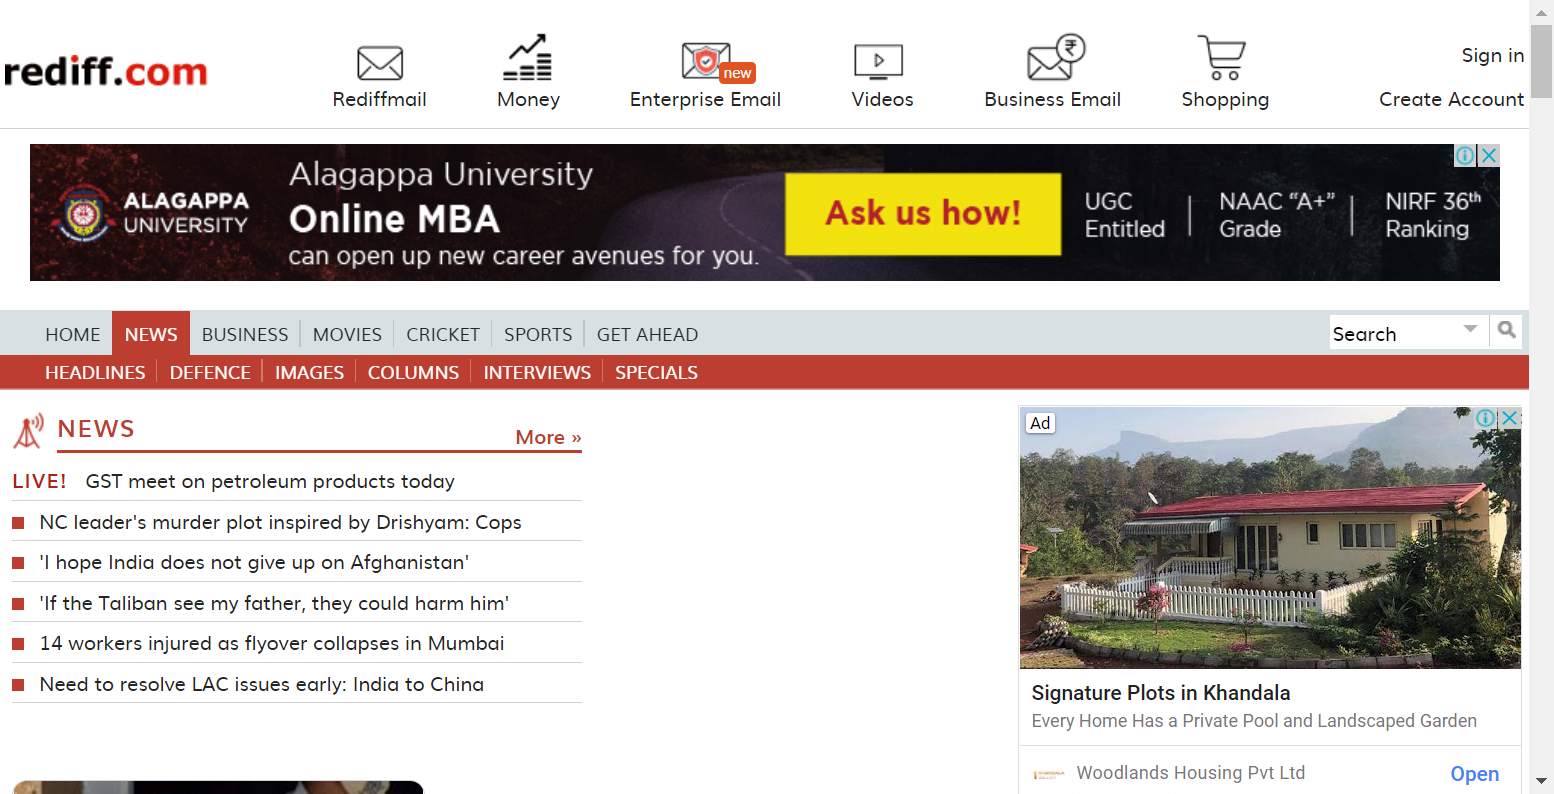 rediff.com
Rediffmail
Money
new
Enterprise Email
Videos
Business Email
Shopping
Sign in
Create Account
ALAGAPPA
UNIVERSITY
Alagappa University
Online MBA
can open up new career avenues for you.
Ask us how!
UGC
Entitled
NAAC “A+”
Grade
NIRF 36th
Ranking
HOME
NEWS
BUSINESS
MOVIES
CRICKET
SPORTS
GET AHEAD
Search
HEADLINES
DEFENCE
IMAGES
COLUMNS
INTERVIEWS
SPECIALS
NEWS
More »
LIVE! GST meet on petroleum products today
NC leader's murder plot inspired by Drishyam: Cops
'I hope India does not give up on Afghanistan'
'If the Taliban see my father, they could harm him'
14 workers injured as flyover collapses in Mumbai
Need to resolve LAC issues early: India to China
Ad
Signature Plots in Khandala
Every Home Has a Private Pool and Landscaped Garden
Woodlands Housing Pvt Ltd
Open